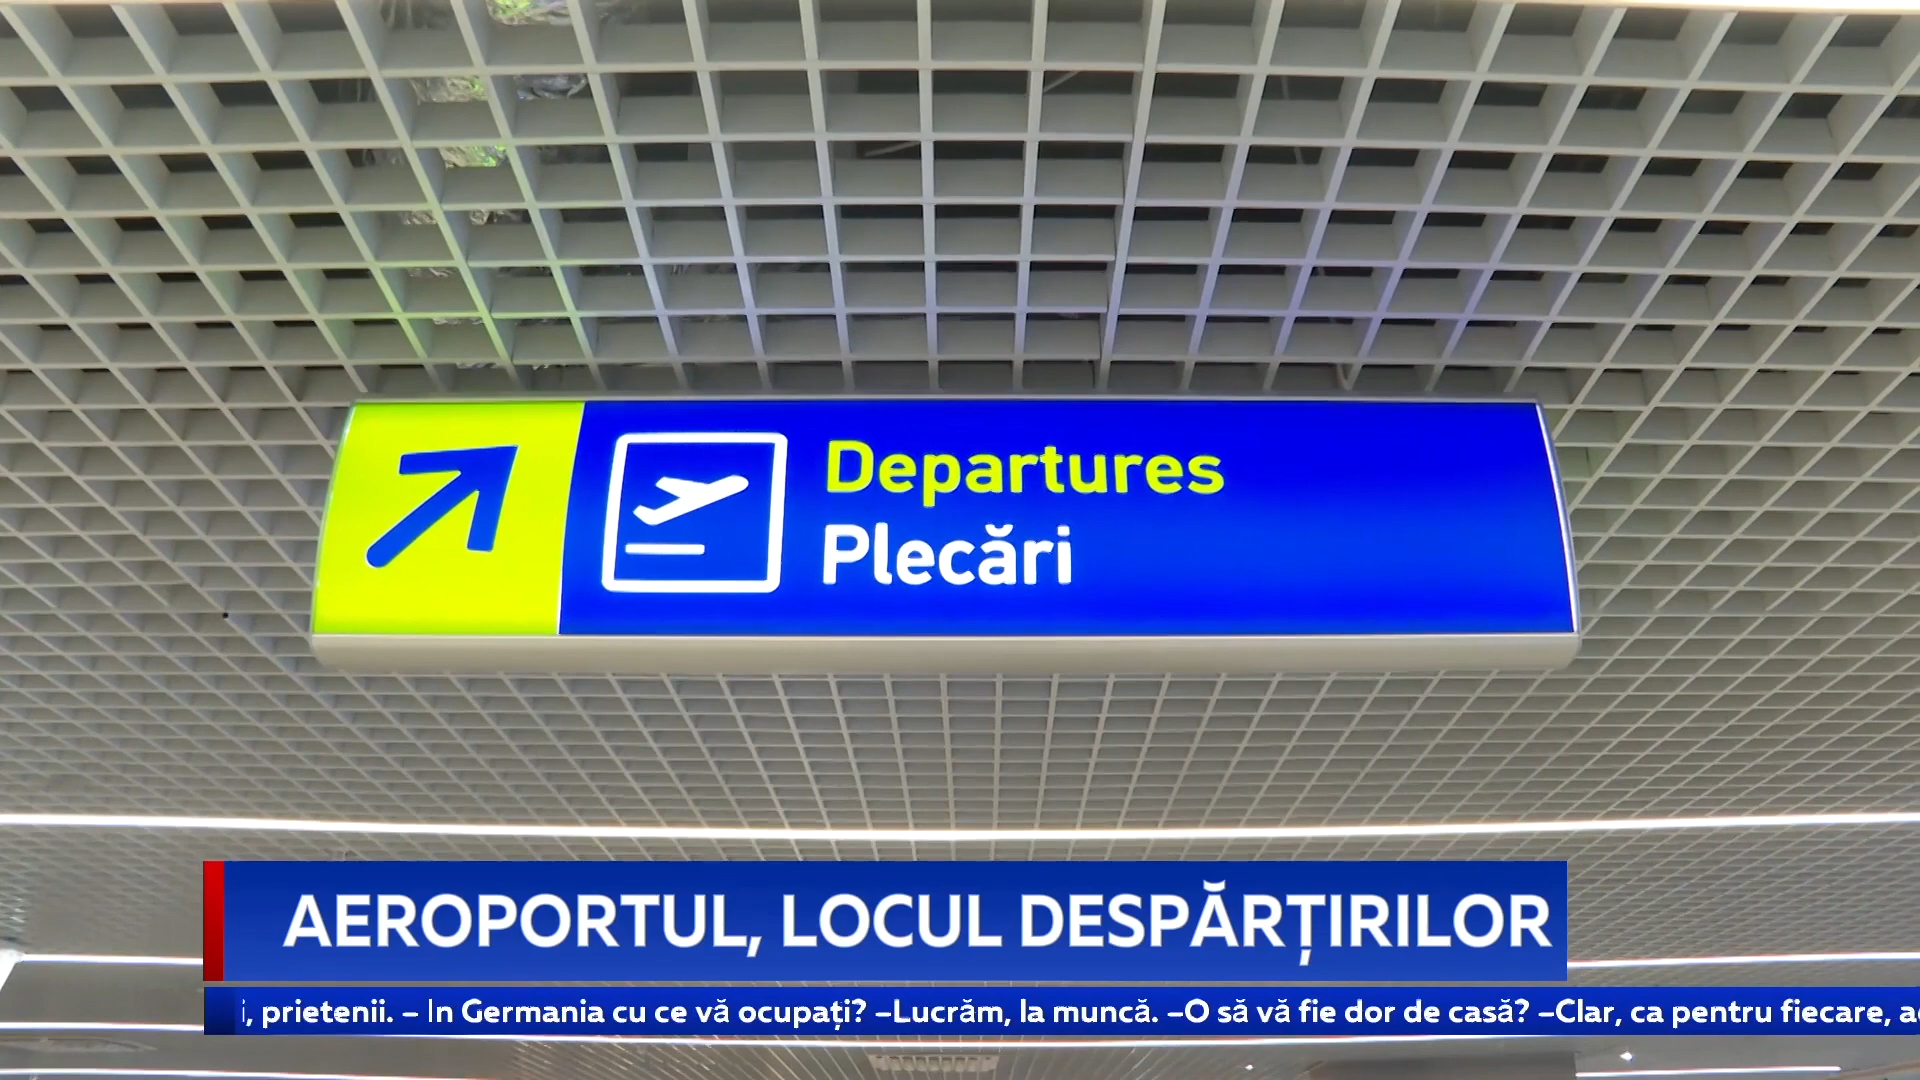 Departures
Plecări
AEROPORTUL, LOCUL DESPĂRȚIRILOR
prietenii. – In Germania cu ce vă ocupați? –Lucrăm, la muncă. –O să vă fie dor de casă? –Clar, ca pentru fiecare,